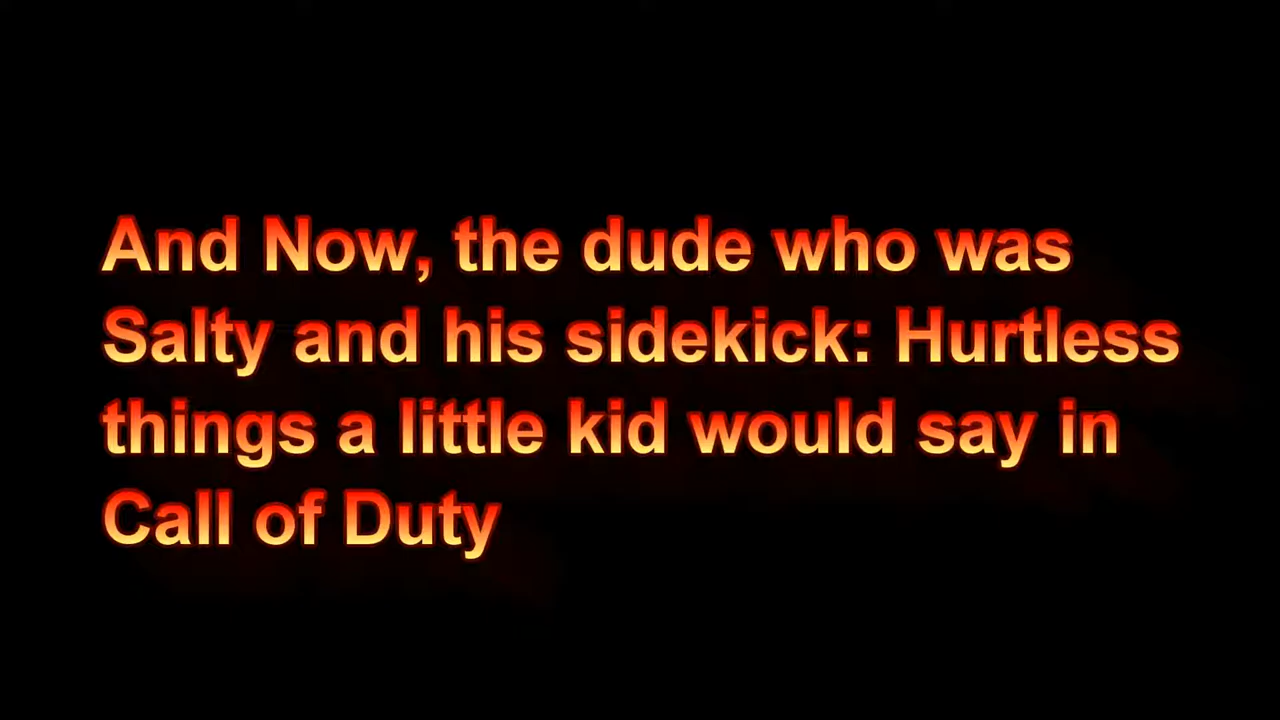 And Now, the dude who was
Salty and his sidekick: Hurtless
things a little kid would say in
Call of Duty